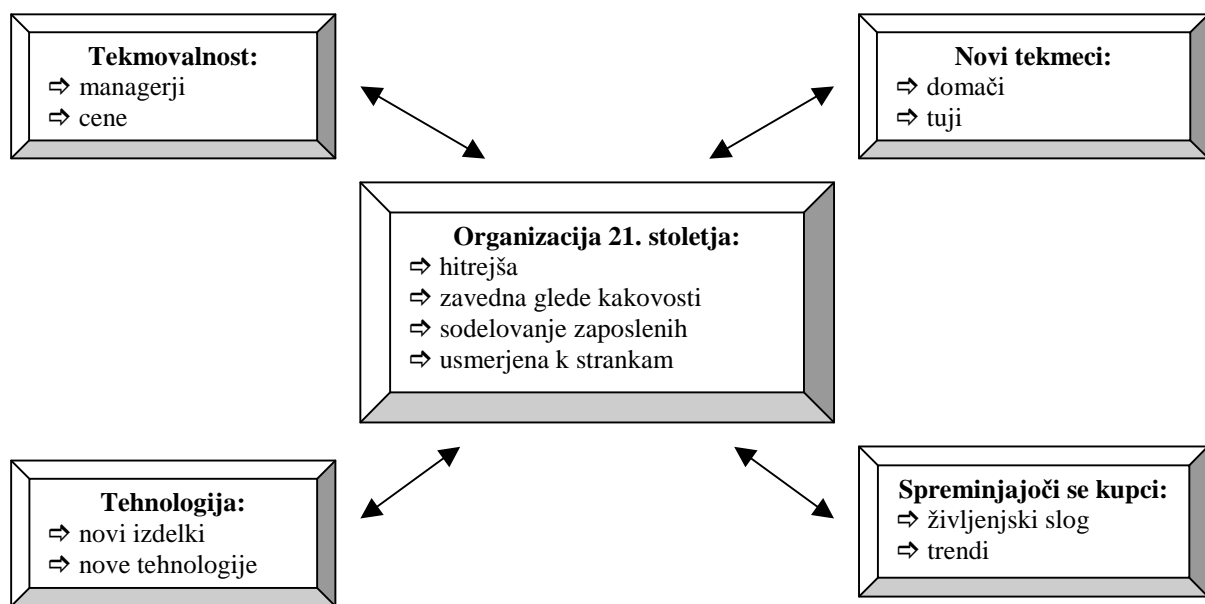 Tekmovalnost:
⇨ managerji
⇨ cene
Novi tekmeci:
⇨ domači
⇨ tuji
Organizacija 21. stoletja:
⇨ hitrejša
⇨ zavedna glede kakovosti
⇨ sodelovanje zaposlenih
⇨ usmerjena k strankam
Tehnologija:
⇨ novi izdelki
⇨ nove tehnologije
Spreminjajoči se kupci:
⇨ življenjski slog
⇨ trendi